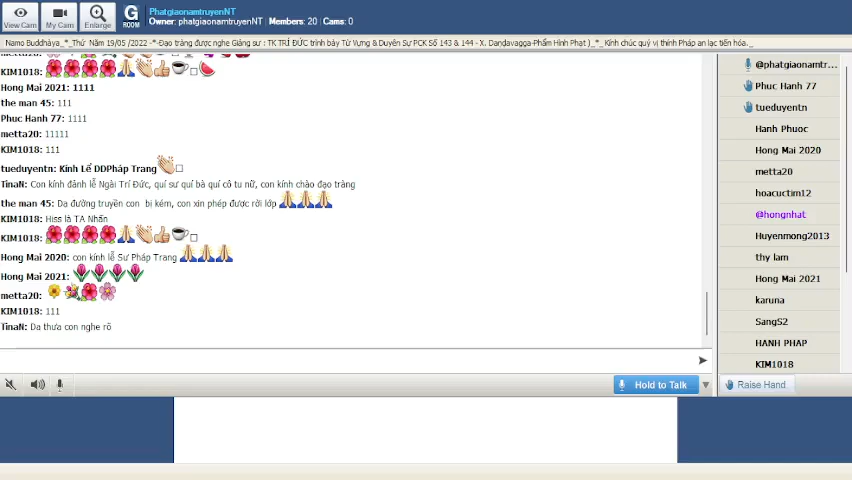 View Cam
My Cam
Enlarge
G
ROOM
PhatgiaonamtruyenNT
Owner: phatgiaonamtruyenNT | Members: 20 | Cams: 0
Namo Buddhàya_*_Thứ Năm 19/05 /2022 -*-Đạo tràng được nghe Giảng sư : TK TRÍ ĐỨC trình bày Từ Vựng & Duyên Sự PCK Số 143 & 144 - X. Daṇḍavagga-Phẩm Hình Phạt )_*_Kính chúc quý vị thính Pháp an lạc tiến hóa._
KIM1018:
Hong Mai 2021: 1111
the man 45: 111
Phuc Hanh 77: 1111
metta20: 11111
KIM1018: 111
tueduyentn: Kính Lể DDPháp Trang
TinaN: Con kính đảnh lễ Ngài Trí Đức, quí sư quí bà quí cô tu nữ, con kính chào đạo tràng
the man 45: Dạ đường truyền con bị kém, con xin phép được rời lớp
KIM1018: Hiss là TA Nhẫn
KIM1018:
Hong Mai 2020: con kính lễ Sư Pháp Trang
Hong Mai 2021:
metta20:
KIM1018: 111
TinaN: Dạ thưa con nghe rõ
@phatgiaonamtr...
Phuc Hanh 77
tueduyentn
Hanh Phuoc
Hong Mai 2020
metta20
hoacuctim12
@hongnhat
Huyenmong2013
thy lam
Hong Mai 2021
karuna
SangS2
HANH PHAP
KIM1018
Hold to Talk
Raise Hand